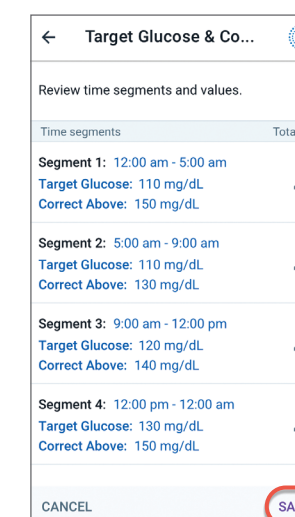 Target Glucose & Co...
Review time segments and values.
Time segments
Segment 1: 12:00 am - 5:00 am
Target Glucose: 110 mg/dL
Correct Above: 150 mg/dL
Segment 2: 5:00 am - 9:00 am
Target Glucose: 110 mg/dL
Correct Above: 130 mg/dL
Segment 3: 9:00 am - 12:00 pm
Target Glucose: 120 mg/dL
Correct Above: 140 mg/dL
Segment 4: 12:00 pm - 12:00 am
Target Glucose: 130 mg/dL
Correct Above: 150 mg/dL
CANCEL